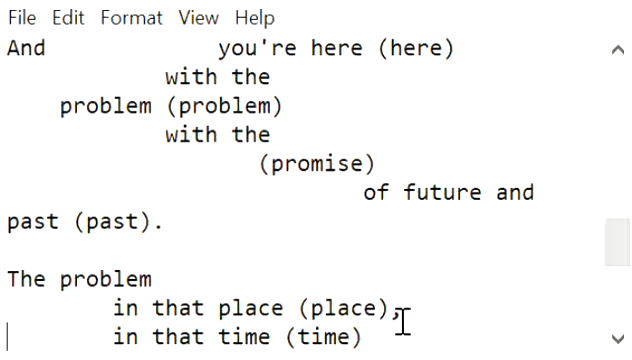 File Edit Format View Help
And you're here (here)
with the
problem (problem)
with the
(promise)
of future and
past (past).
The problem
in that place (place),
in that time (time)